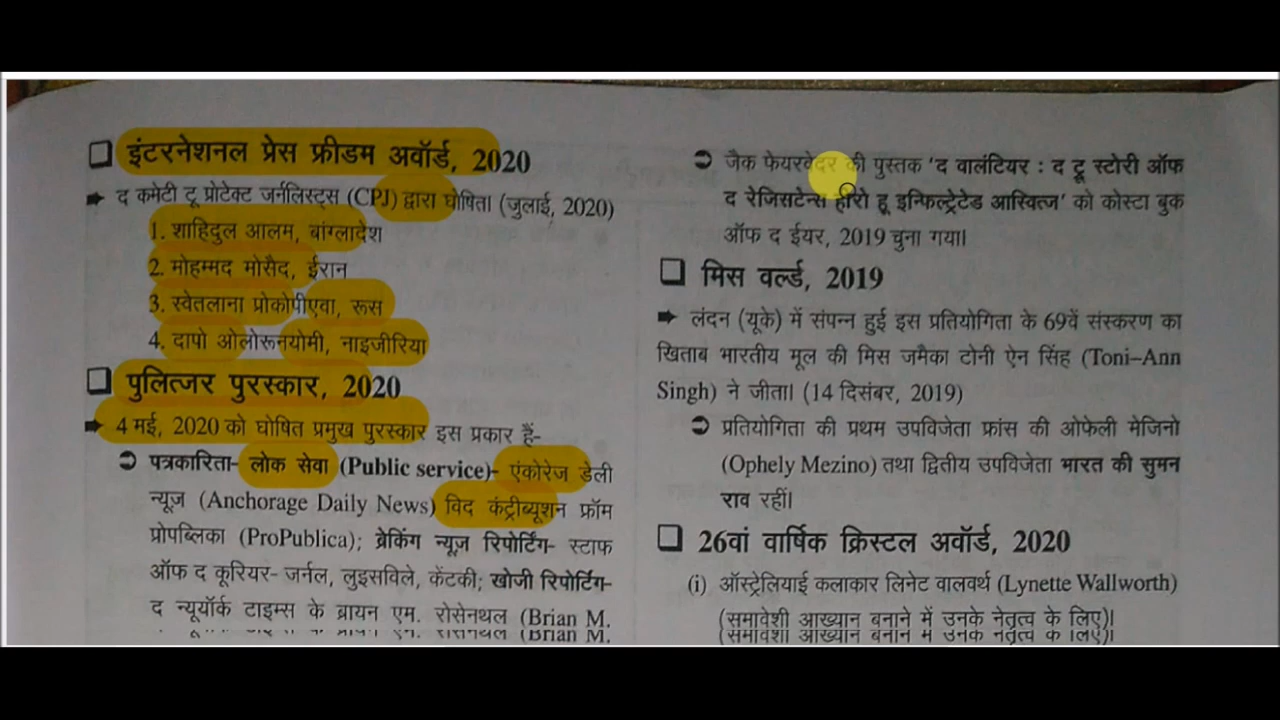 ❑ इंटरनेशनल प्रेस फ्रीडम अवॉर्ड, 2020
➨ द कमेटी टू प्रोटेक्ट जर्नलिस्ट्स (CPJ) द्वारा घोषित। (जुलाई, 2020)
1. शाहिदुल आलम, बांग्लादेश
2. मोहम्मद मोसैद, ईरान
3. स्वेतलाना प्रोकोपीएवा, रूस
4. दापो ओलोरूनयोमी, नाइजीरिया
❑ पुलित्जर पुरस्कार, 2020
➨ 4 मई, 2020 को घोषित प्रमुख पुरस्कार इस प्रकार हैं-
➲ पत्रकारिता- लोक सेवा (Public service)- एंकोरेज डेली
न्यूज़ (Anchorage Daily News) विद कंट्रीब्यूशन फ्रॉम
प्रोपब्लिका (ProPublica); ब्रेकिंग न्यूज़ रिपोर्टिंग- स्टाफ
ऑफ द कूरियर- जर्नल, लुइसविले, केंटकी; खोजी रिपोर्टिंग-
द न्यूयॉर्क टाइम्स के ब्रायन एम. रोसेनथल (Brian M.
➲ जैक फेयरवेदर की पुस्तक ‘द वालंटियर : द ट्रू स्टोरी ऑफ
द रेजिसटेन्स हीरो हू इन्फिल्ट्रेटेड आस्वित्ज’ को कोस्टा बुक
ऑफ द ईयर, 2019 चुना गया।
❑ मिस वर्ल्ड, 2019
➨ लंदन (यूके) में संपन्न हुई इस प्रतियोगिता के 69वें संस्करण का
खिताब भारतीय मूल की मिस जमैका टोनी ऐन सिंह (Toni–Ann
Singh) ने जीता। (14 दिसंबर, 2019)
➲ प्रतियोगिता की प्रथम उपविजेता फ्रांस की ओफेली मेजिनो
(Ophely Mezino) तथा द्वितीय उपविजेता भारत की सुमन
राव रहीं।
❑ 26वां वार्षिक क्रिस्टल अवॉर्ड, 2020
(i) ऑस्ट्रेलियाई कलाकार लिनेट वालवर्थ (Lynette Wallworth)
(समावेशी आख्यान बनाने में उनके नेतृत्व के लिए)।